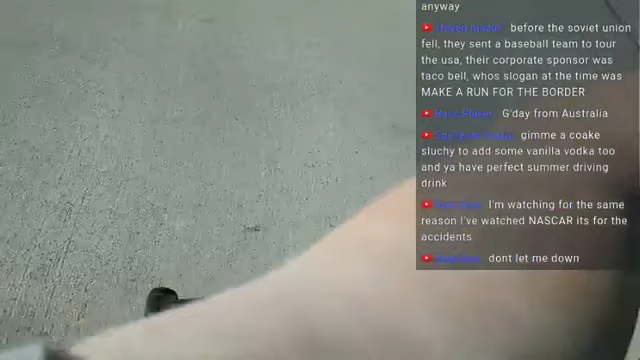 anyway
before the soviet union
fell, they sent a baseball team to tour
the usa, their corporate sponsor was
taco bell, whos slogan at the time was
MAKE A RUN FOR THE BORDER
G'day from Australia
gimme a coake
sluchy to add some vanilla vodka too
and ya have perfect summer driving
drink
I'm watching for the same
reason I've watched NASCAR its for the
accidents
dont let me down